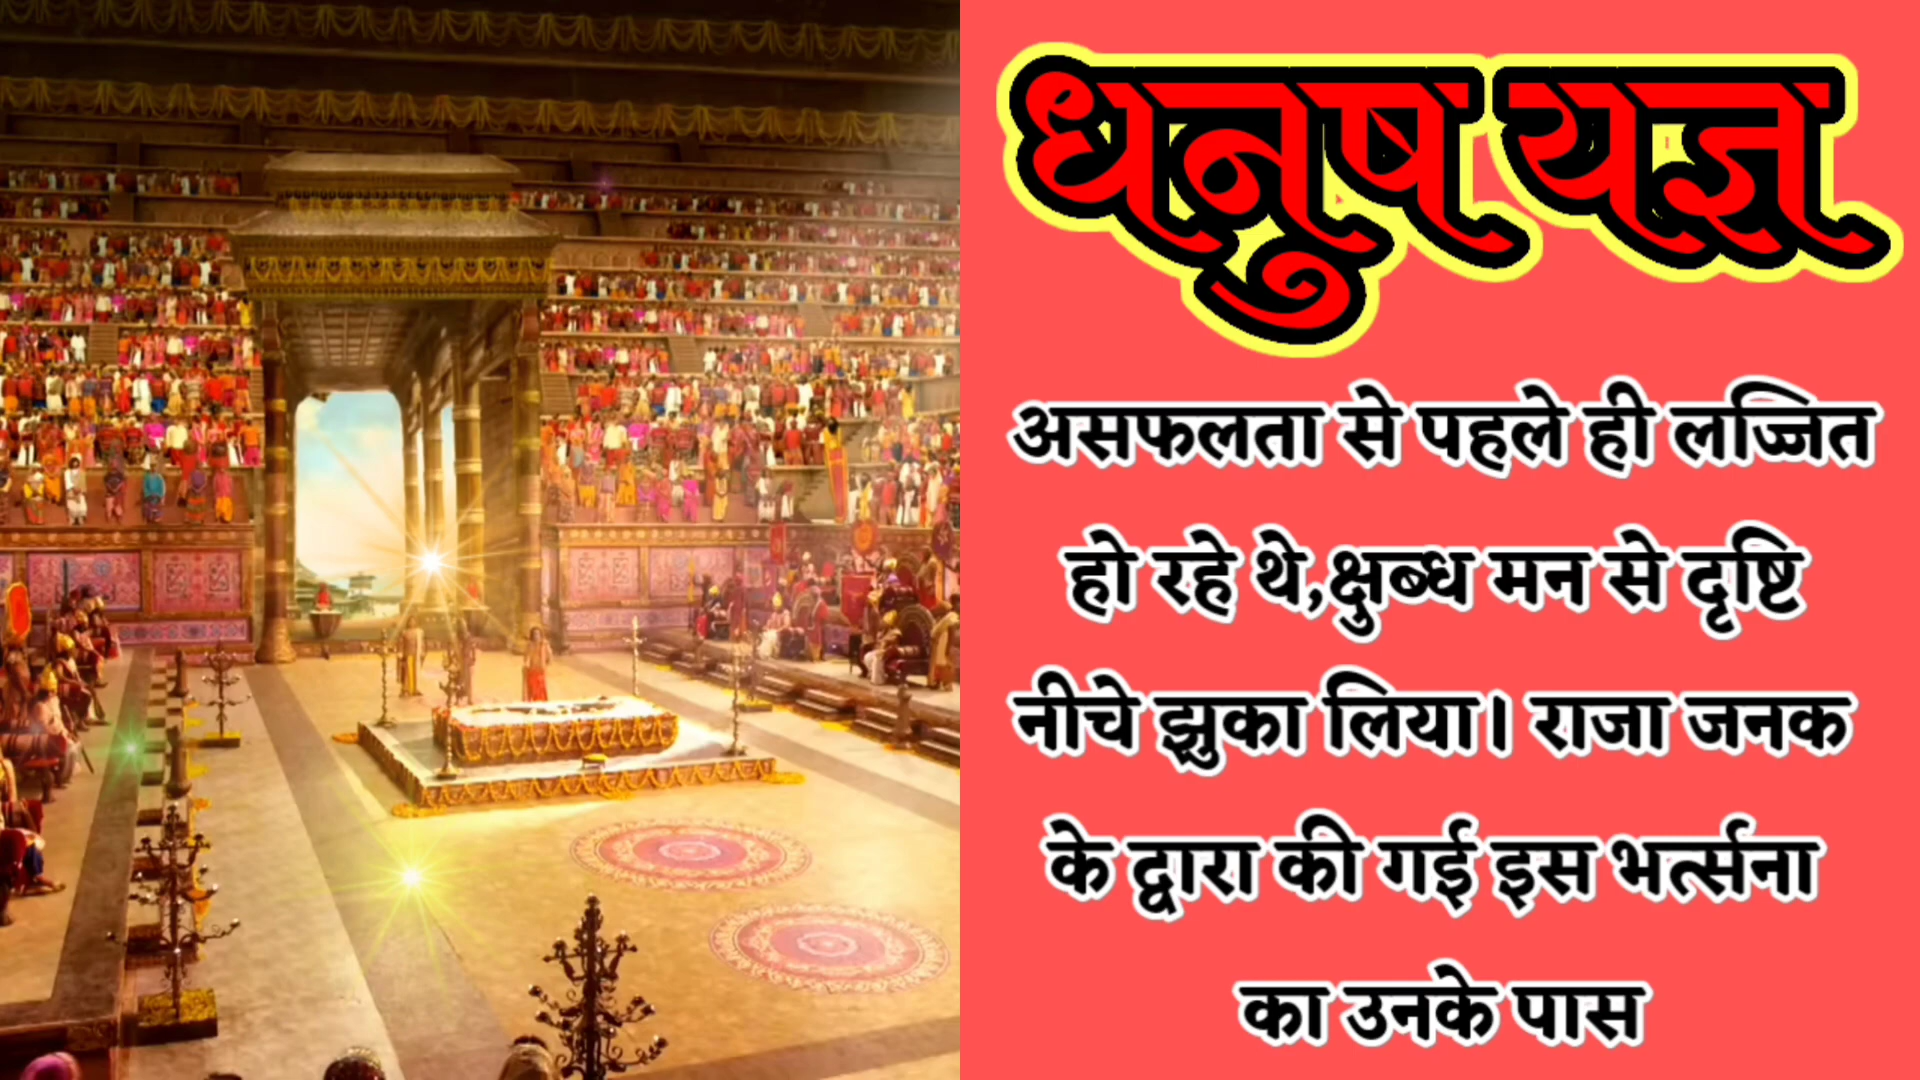 धनुष यज्ञ
असफलता से पहले ही लज्जित
हो रहे थे,क्षुब्ध मन से दृष्टि
नीचे झुका लिया। राजा जनक
के द्वारा की गई इस भर्त्सना
का उनके पास